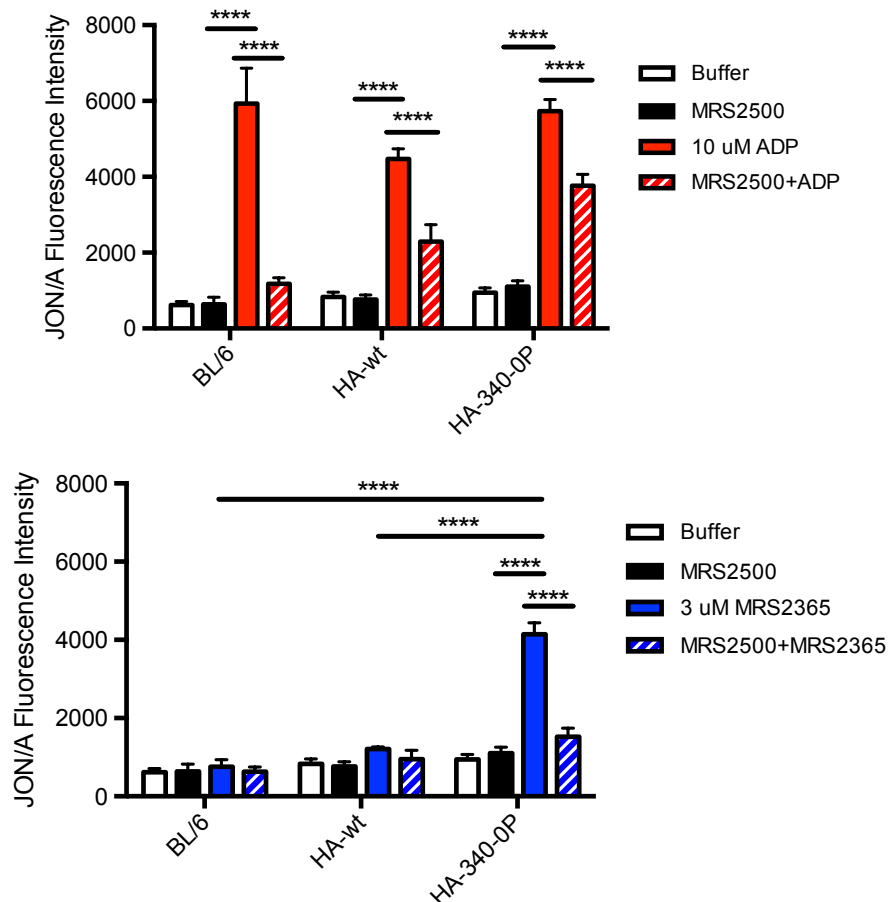 8000
6000
4000
2000
0
JON/A Fluorescence Intensity
**** **** ****
**** **** ****
BL/6
HA-wt
HA-340-0P
Buffer
MRS2500
10 uM ADP
MRS2500+ADP
8000
6000
4000
2000
0
JON/A Fluorescence Intensity
****
****
****
****
BL/6
HA-wt
HA-340-0P
Buffer
MRS2500
3 uM MRS2365
MRS2500+MRS2365